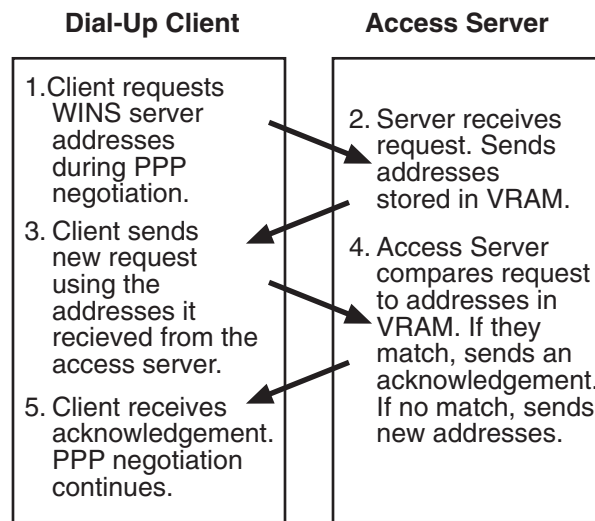 Dial-Up Client
Access Server
1.Client requests
WINS server
addresses
during PPP
negotiation.
2. Server receives
request. Sends
addresses
stored in VRAM.
3. Client sends
new request
using the
addresses it
recieved from the
access server.
4. Access Server
compares request
to addresses in
VRAM. If they
match, sends an
acknowledgement.
If no match, sends
new addresses.
5. Client receives
acknowledgement.
PPP negotiation
continues.